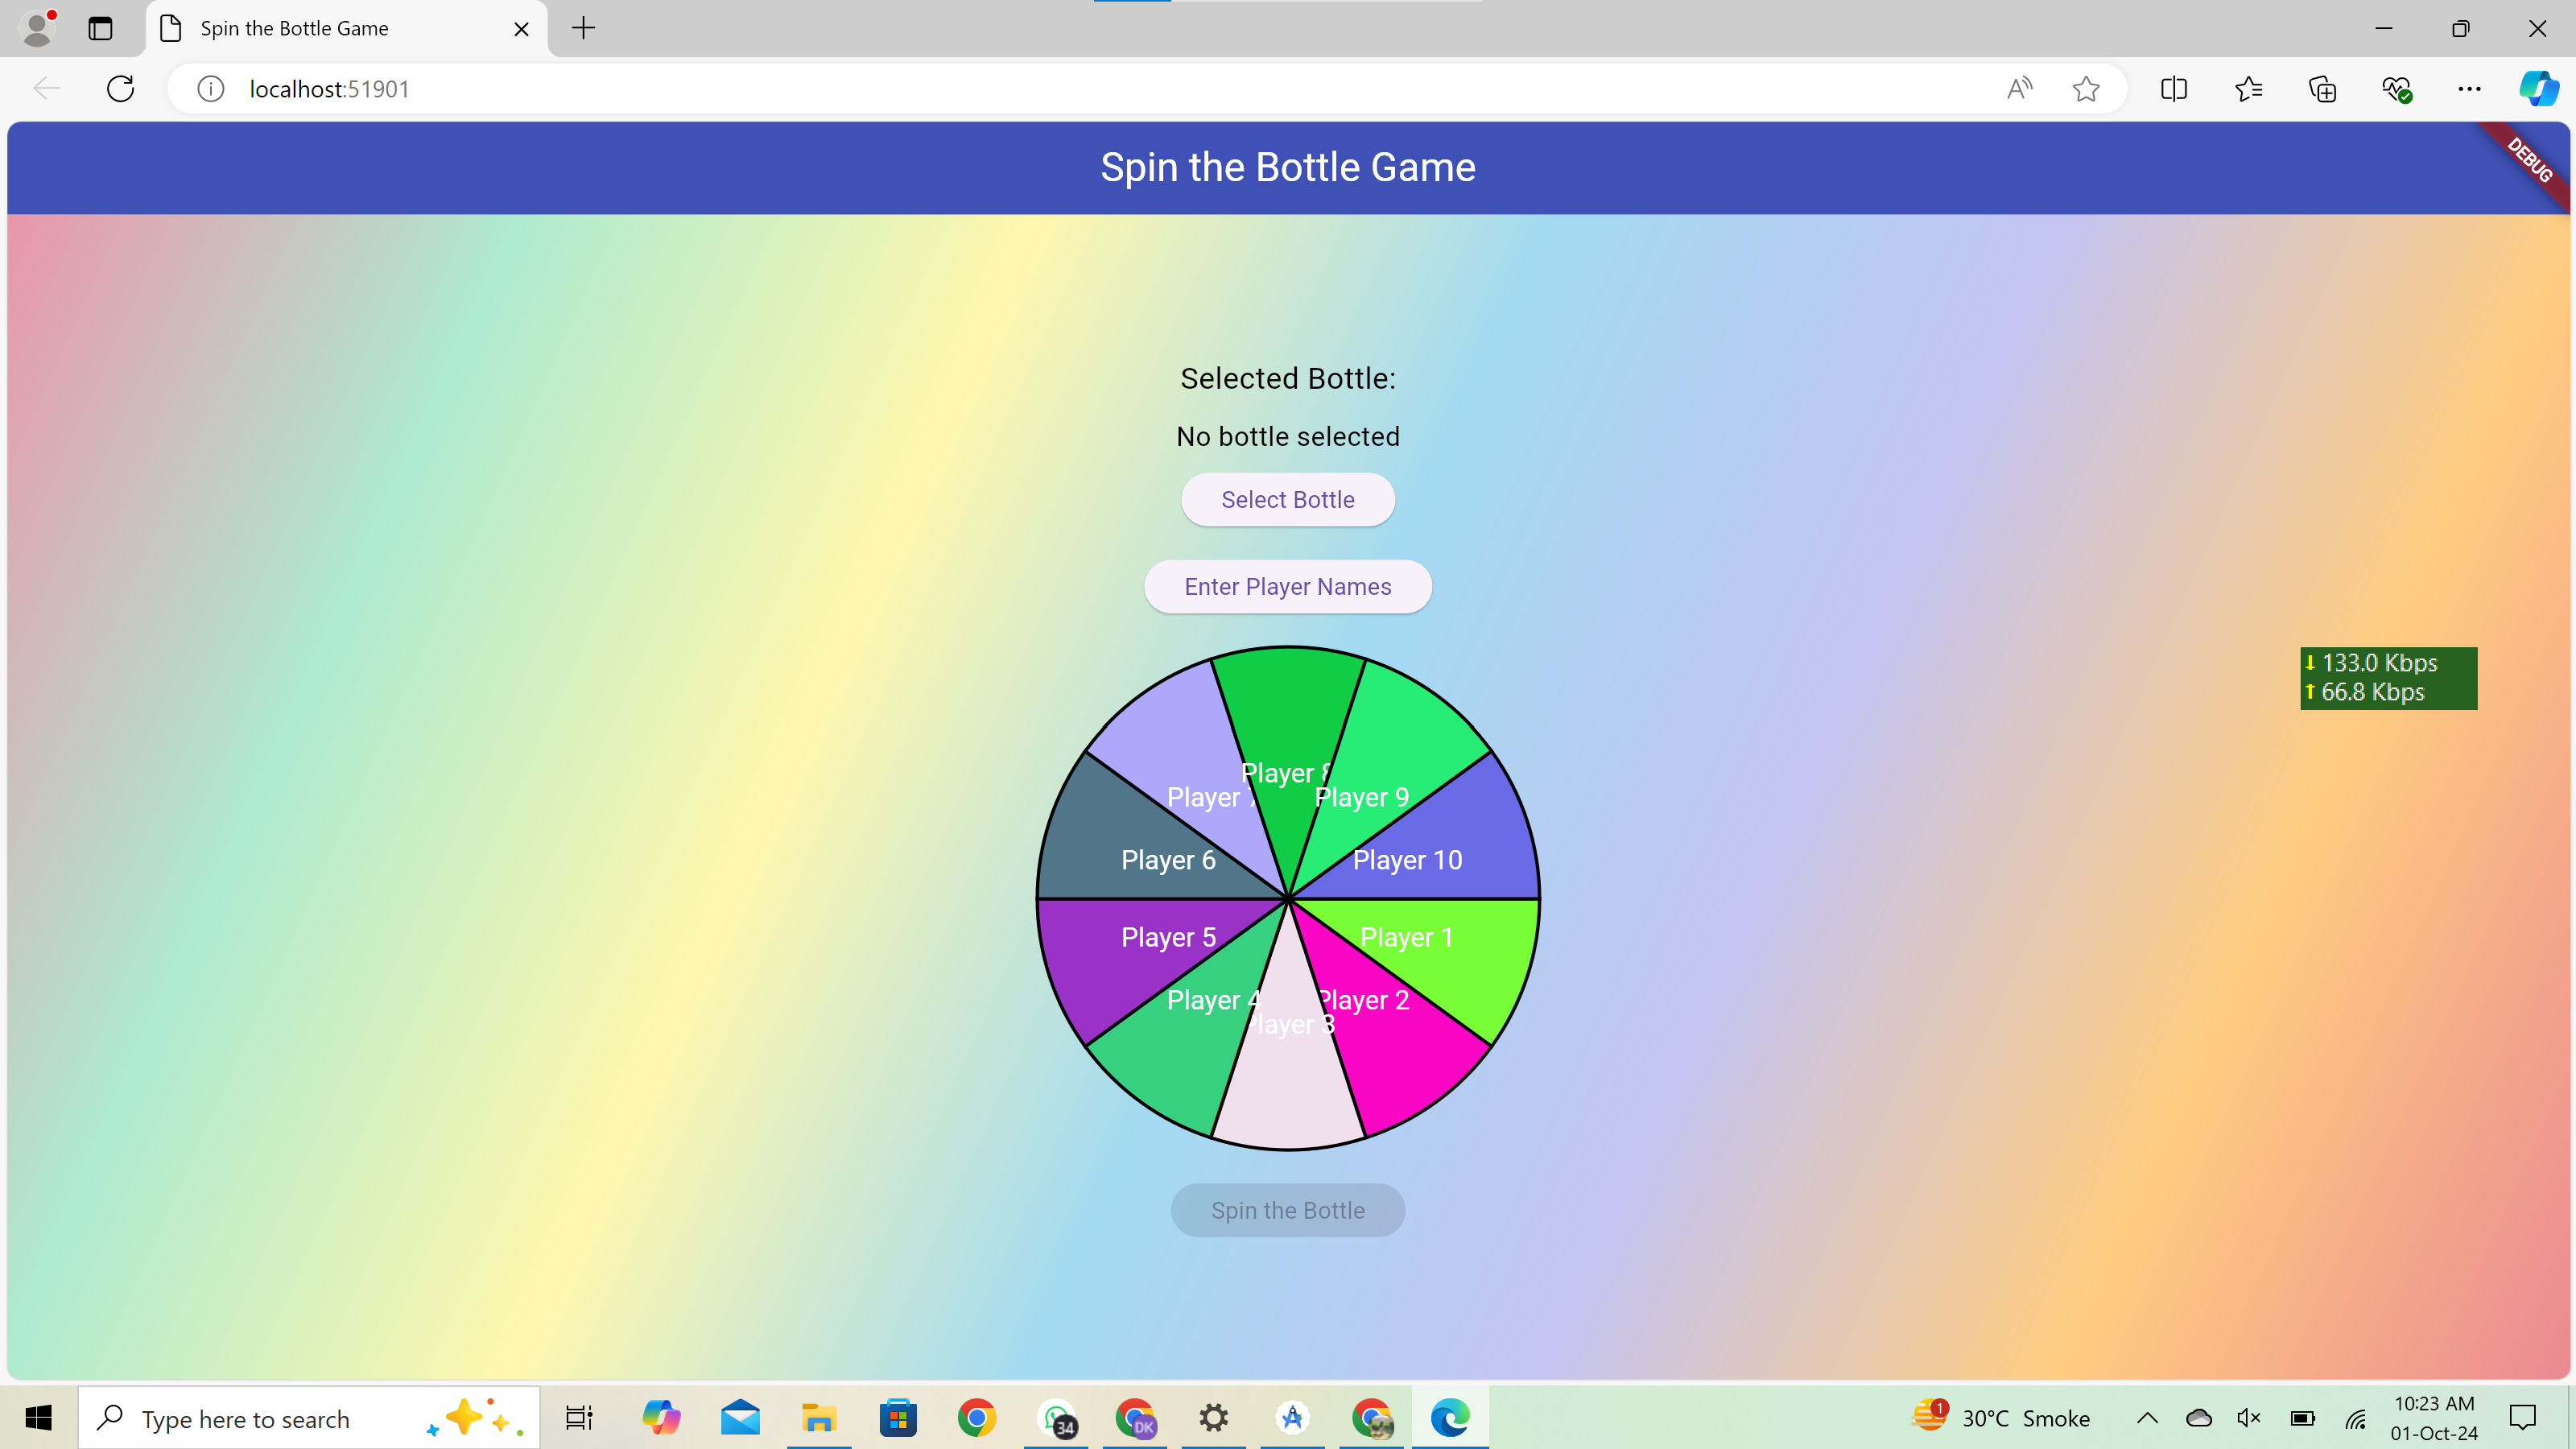 Spin the Bottle Game
localhost:51901
Spin the Bottle Game
DEBUG
Selected Bottle:
No bottle selected
Select Bottle
Enter Player Names
133.0 Kbps
66.8 Kbps
Player 8
Player 7
Player 9
Player 6
Player 10
Player 5
Player 1
Player 4
Player 2
Player 3
Spin the Bottle
Type here to search
34
DK
1
30°C Smoke
10:23 AM
01-Oct-24